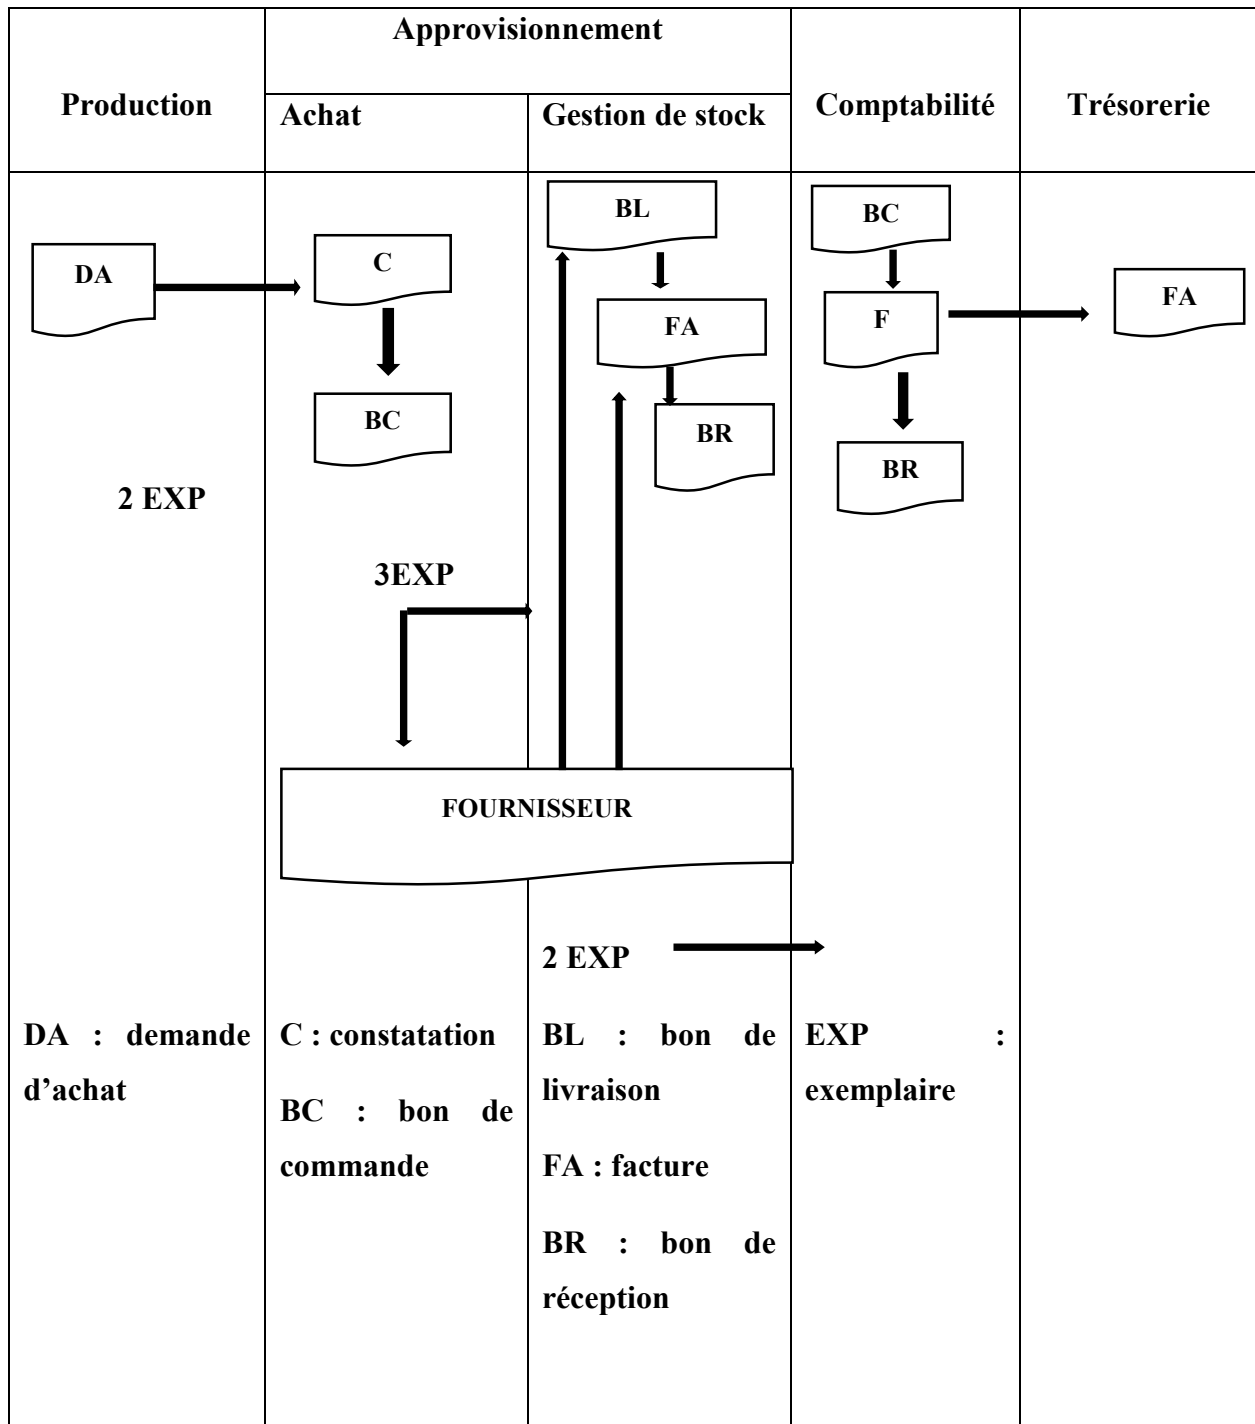 Approvisionnement
Production
Achat
Gestion de stock
Comptabilité
Trésorerie
DA
C
BC
BL
FA
BR
BC
F
BR
FA
2 EXP
3EXP
FOURNISSEUR
2 EXP
DA : demande
d’achat
C : constatation
BC : bon de
commande
BL : bon de
livraison
FA : facture
BR : bon de
réception
EXP :
exemplaire